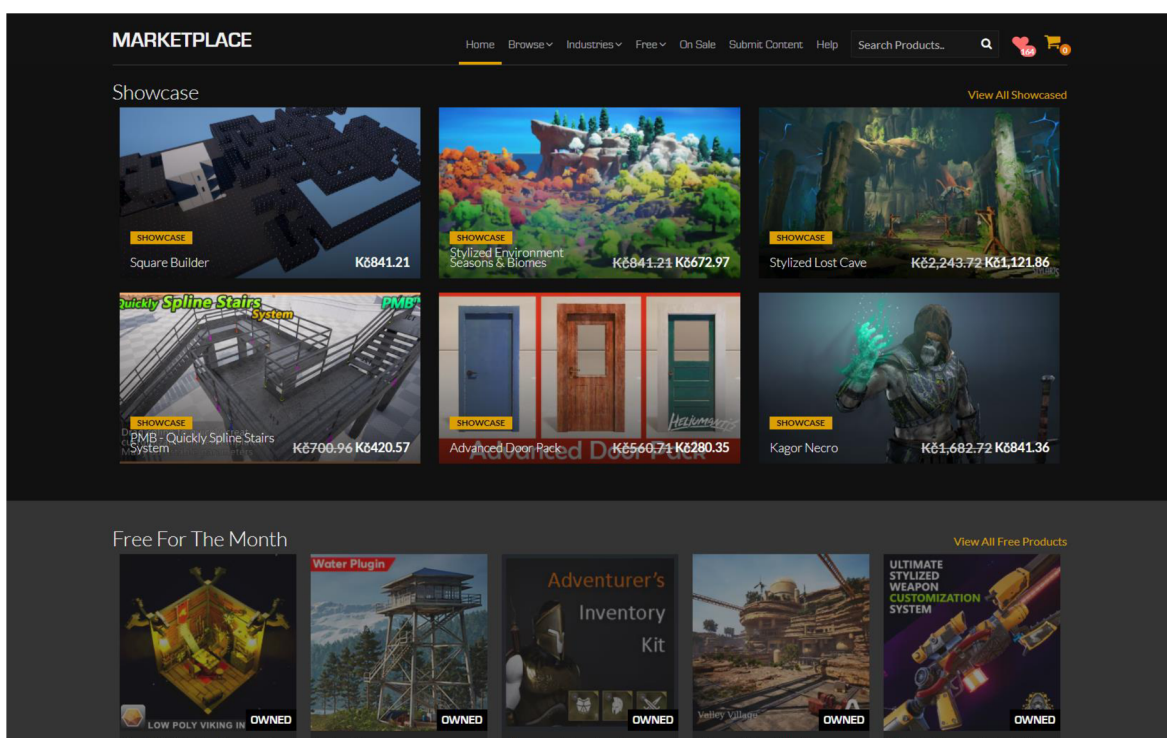 MARKETPLACE
Home Browse Industries Free On Sale Submit Content Help Search Products.. 164 0
Showcase View All Showcased
SHOWCASE
Square Builder Kč841.21
SHOWCASE
Stylized Environment
Seasons & Biomes Kč841.21 Kč672.97
SHOWCASE
Stylized Lost Cave Kč2,243.72 Kč1,121.86
Quickly Spline Stairs
System
PMB
SHOWCASE
PMB - Quickly Spline Stairs
System Kč700.96 Kč420.57
HELIUMANTIS
SHOWCASE
Advanced Door Pack Kč560.71 Kč280.35
Advanced Door Pack
SHOWCASE
Kagor Necro Kč1,682.72 Kč841.36
Free For The Month View All Free Products
LOW POLY VIKING IN
OWNED
Water Plugin
OWNED
Adventurer's
Inventory
Kit
OWNED
Valley Village
OWNED
ULTIMATE
STYLIZED
WEAPON
CUSTOMIZATION
SYSTEM
OWNED